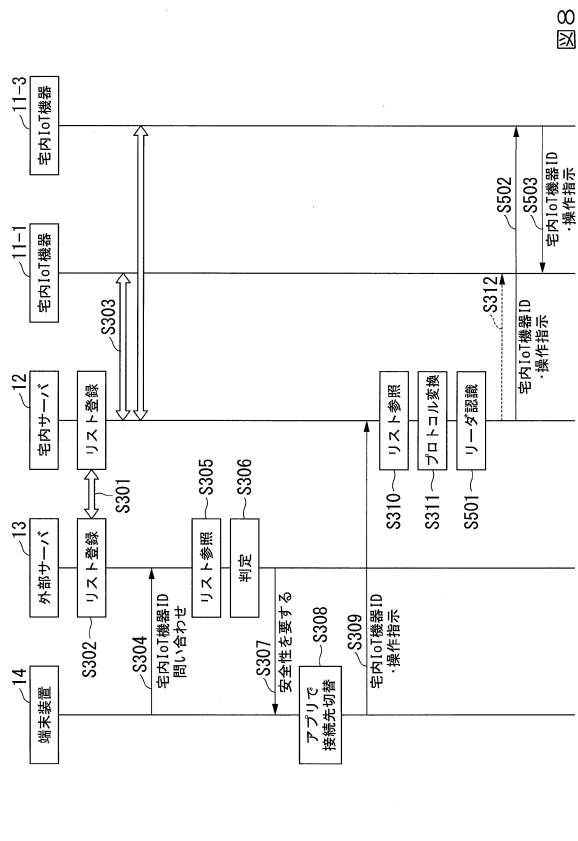 図8
14
端末装置
13
外部サーバ
12
宅内サーバ
11-1
宅内IoT機器
11-3
宅内IoT機器
リスト登録
リスト登録
S302
S301
S303
S304
宅内IoT機器ID
問い合わせ
リスト参照
S305
判定
S306
S307
安全性を要する
アプリで
接続先切替
S308
S309
宅内IoT機器ID
・操作指示
S310
リスト参照
S311
プロトコル変換
S501
リーダ認識
S312
宅内IoT機器ID
・操作指示
S502
S503
宅内IoT機器ID
・操作指示